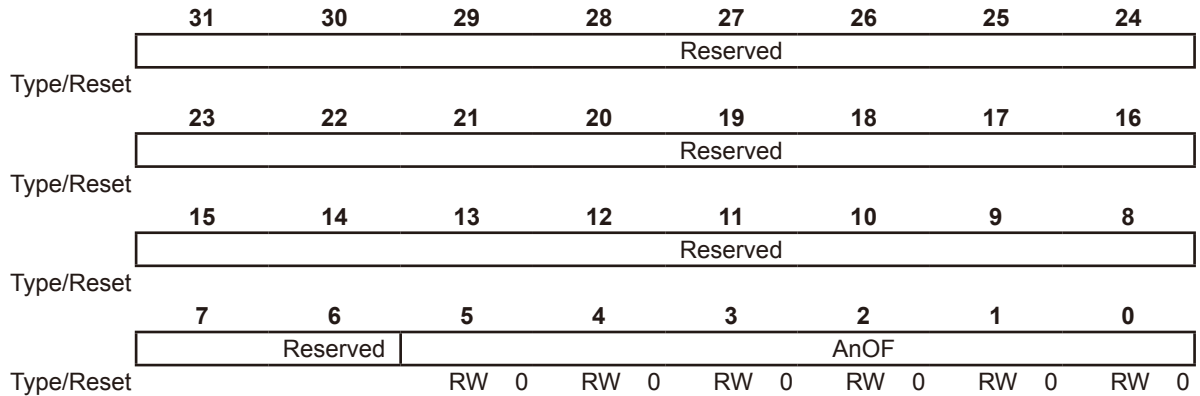 31 30 29 28 27 26 25 24
Reserved
Type/Reset
23 22 21 20 19 18 17 16
Reserved
Type/Reset
15 14 13 12 11 10 9 8
Reserved
Type/Reset
7 6 5 4 3 2 1 0
Reserved AnOF
Type/Reset RW 0 RW 0 RW 0 RW 0 RW 0 RW 0